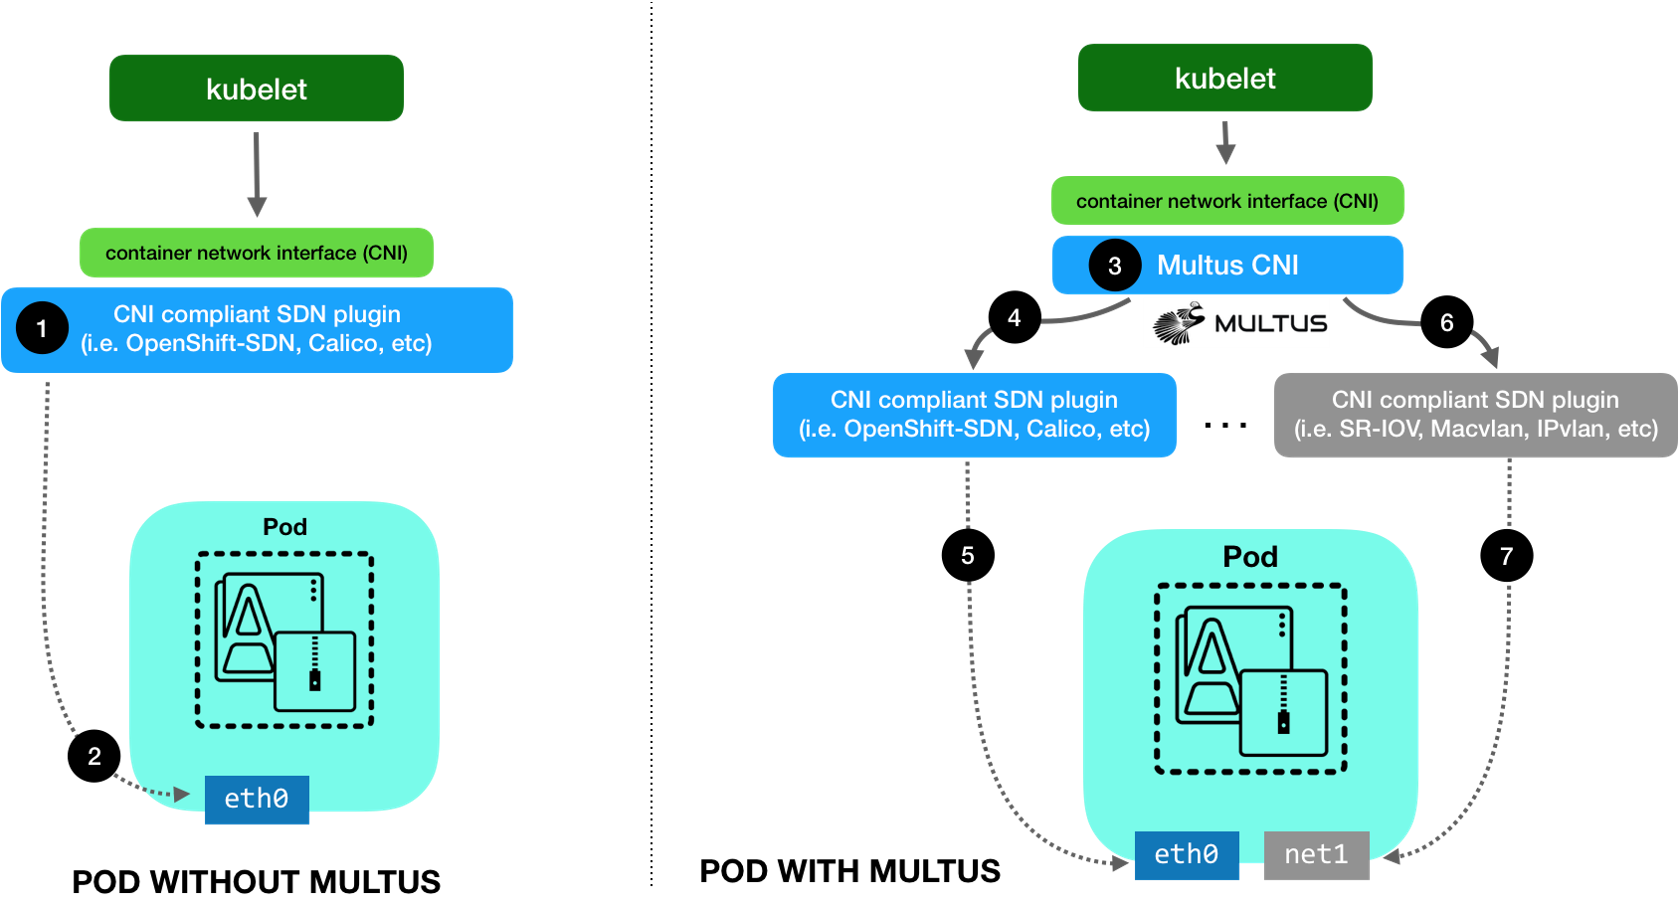 kubelet
container network interface (CNI)
1
CNI compliant SDN plugin
(i.e. OpenShift-SDN, Calico, etc)
Pod
2
eth0
POD WITHOUT MULTUS
kubelet
container network interface (CNI)
3 Multus CNI
4
MULTUS
6
CNI compliant SDN plugin
(i.e. OpenShift-SDN, Calico, etc)
...
CNI compliant SDN plugin
(i.e. SR-IOV, Macvlan, IPvlan, etc)
5
Pod
7
eth0
net1
POD WITH MULTUS